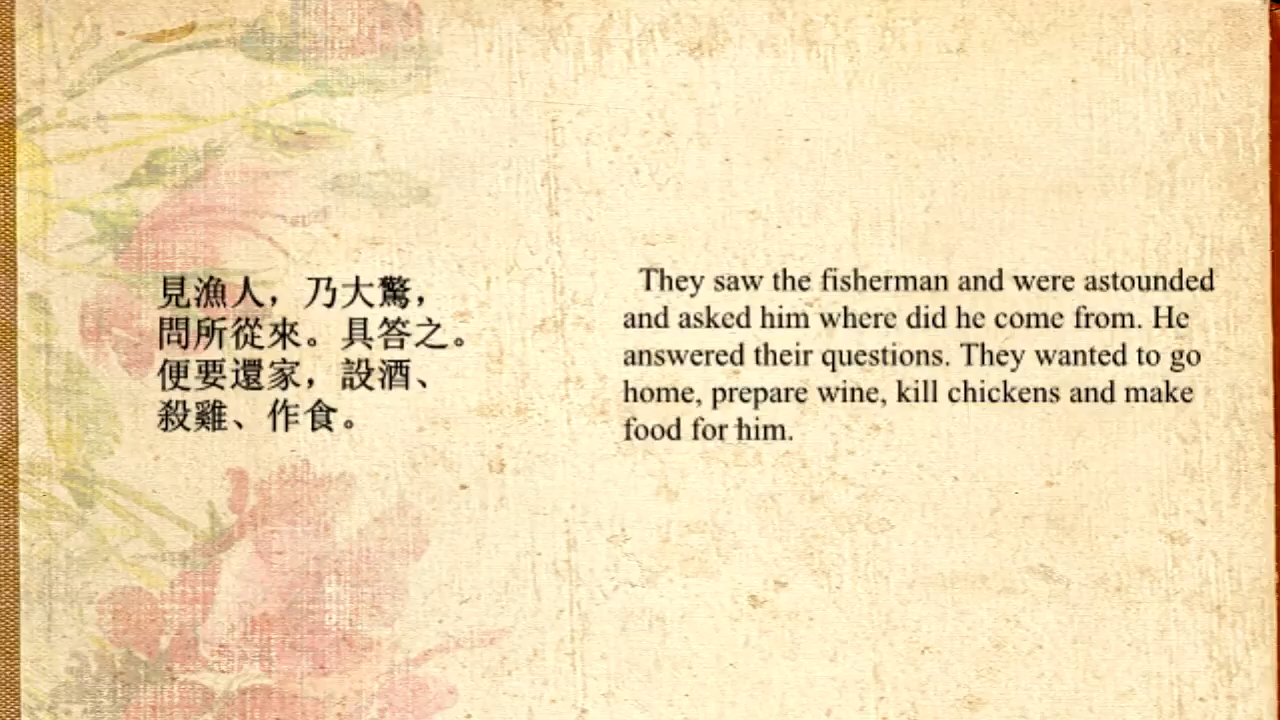 見漁人，乃大驚，
問所從來。具答之。
便要還家，設酒、
殺雞、作食。
They saw the fisherman and were astounded
and asked him where did he come from. He
answered their questions. They wanted to go
home, prepare wine, kill chickens and make
food for him.